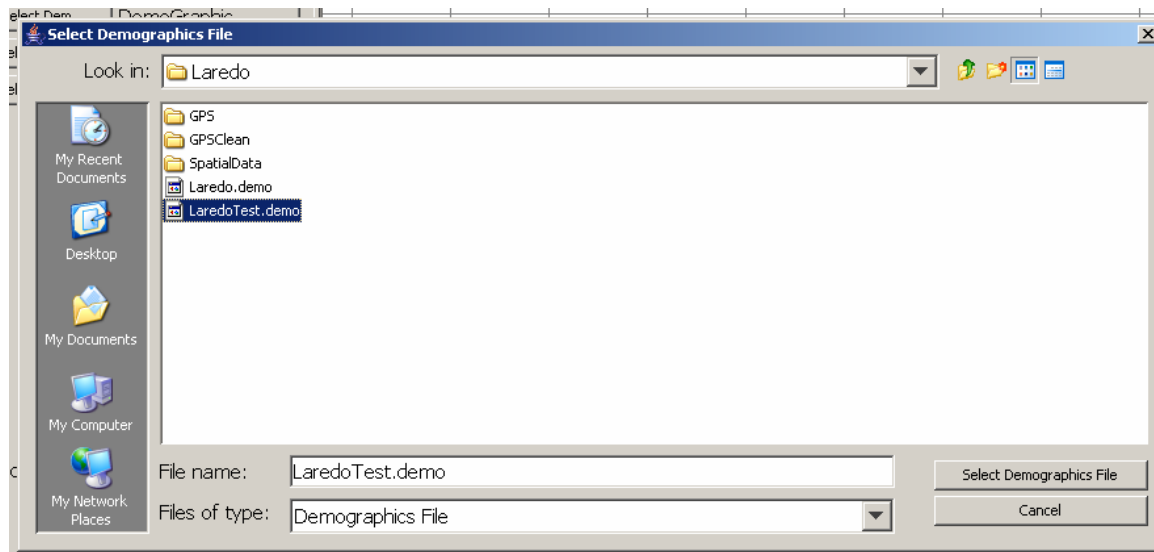 Select Demographics File
Look in: Laredo
GPS
GPSClean
SpatialData
Laredo.demo
LaredoTest.demo
My Recent
Documents
Desktop
My Documents
My Computer
My Network
Places
File name: LaredoTest.demo
Select Demographics File
Files of type: Demographics File
Cancel